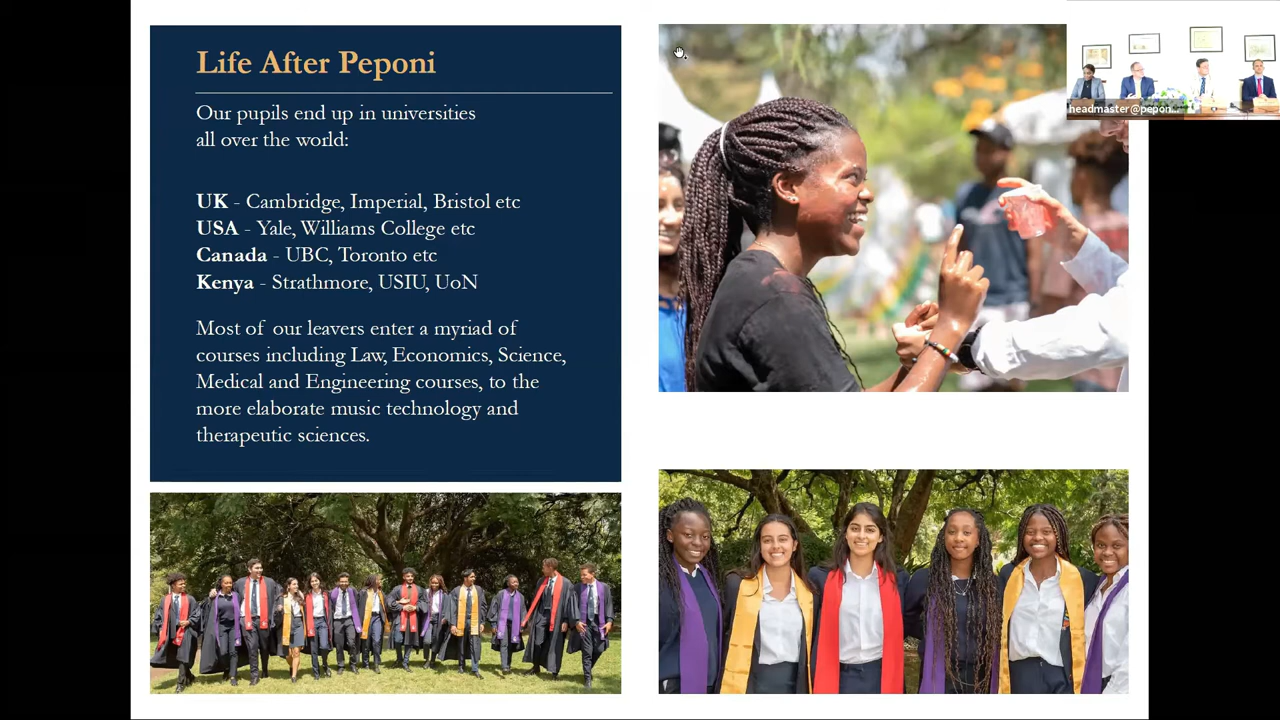 Life After Peponi
Our pupils end up in universities
all over the world:
UK - Cambridge, Imperial, Bristol etc
USA - Yale, Williams College etc
Canada - UBC, Toronto etc
Kenya - Strathmore, USIU, UoN
Most of our leavers enter a myriad of
courses including Law, Economics, Science,
Medical and Engineering courses, to the
more elaborate music technology and
therapeutic sciences.
headmaster@pepon...